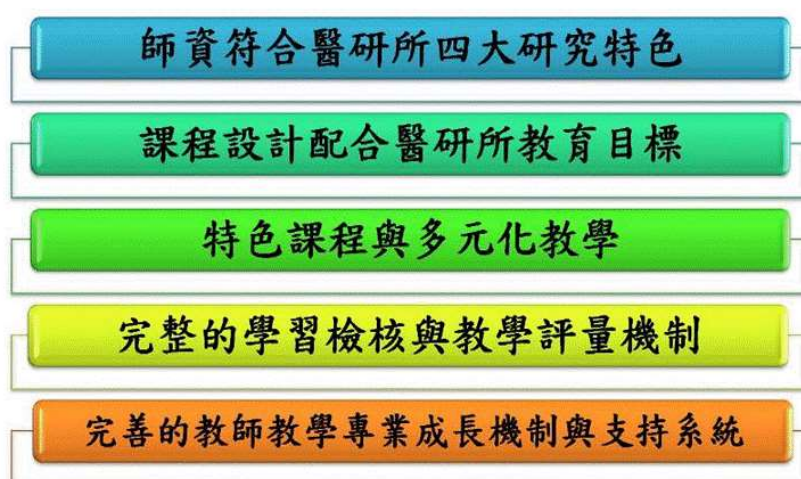 師資符合醫研所四大研究特色
課程設計配合醫研所教育目標
特色課程與多元化教學
完整的學習檢核與教學評量機制
完善的教師教學專業成長機制與支持系統